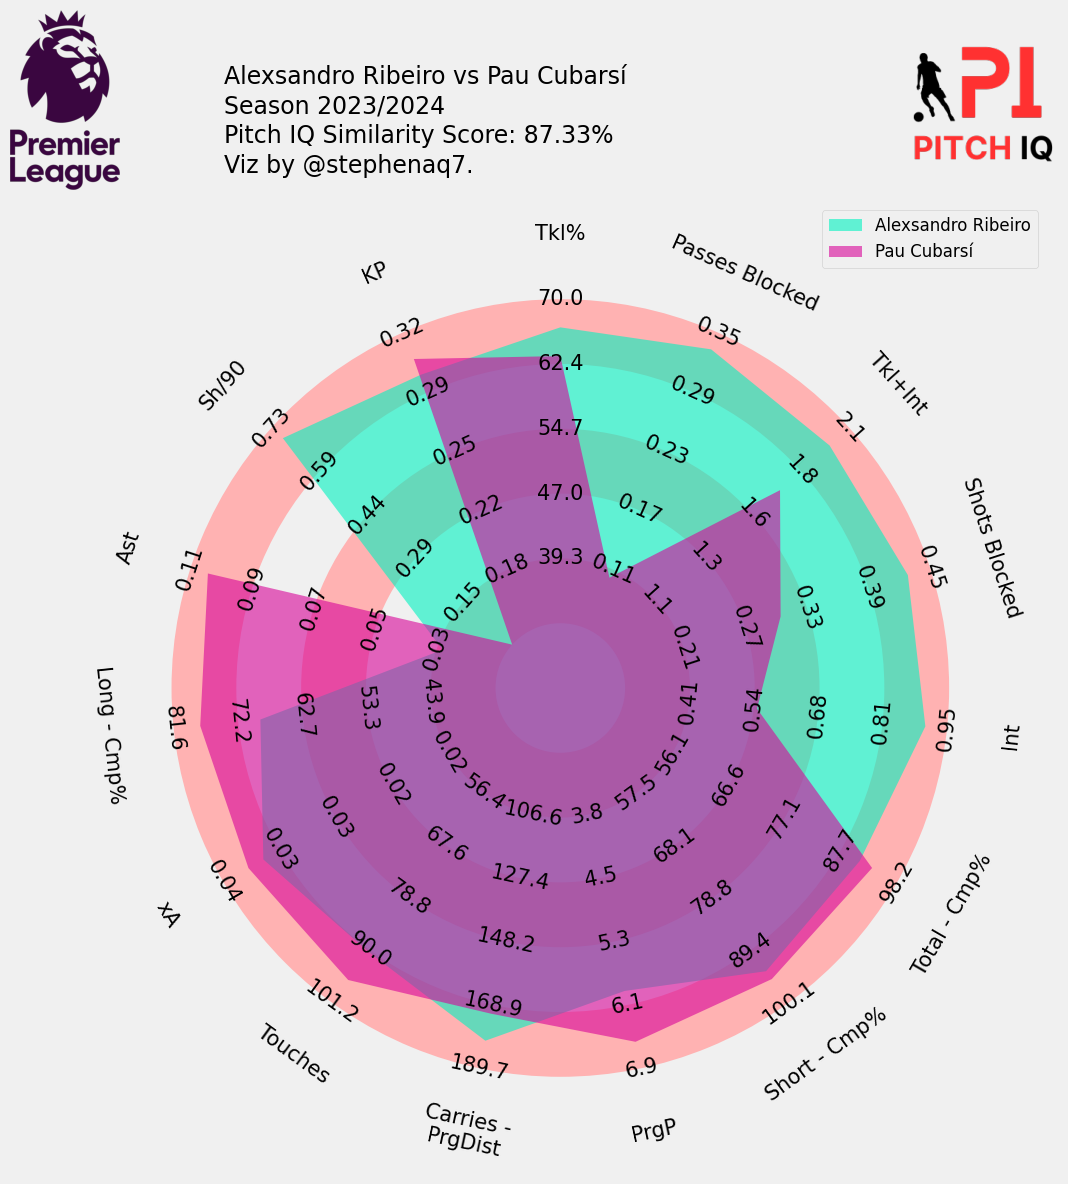 Premier
League
Alexsandro Ribeiro vs Pau Cubarsí
Season 2023/2024
Pitch IQ Similarity Score: 87.33%
Viz by @stephenaq7.
PI
PITCH IQ
Alexsandro Ribeiro
Pau Cubarsí
Tkl%
70.0
62.4
54.7
47.0
39.3
Passes Blocked
0.35
0.29
0.23
0.17
0.11
Tkl+Int
2.1
1.8
1.6
1.3
1.1
Shots Blocked
0.45
0.39
0.33
0.27
0.21
Int
0.95
0.81
0.68
0.54
0.41
Total - Cmp%
98.2
87.7
77.1
66.6
56.1
Short - Cmp%
100.1
89.4
78.8
68.1
57.5
PrgP
6.9
6.1
5.3
4.5
3.8
Carries -
PrgDist
189.7
168.9
148.2
127.4
106.6
Touches
101.2
90.0
78.8
67.6
56.4
xA
0.04
0.03
0.03
0.02
0.02
Long - Cmp%
81.6
72.2
62.7
53.3
43.9
Ast
0.11
0.09
0.07
0.05
0.03
Sh/90
0.73
0.59
0.44
0.29
0.15
KP
0.32
0.29
0.25
0.22
0.18